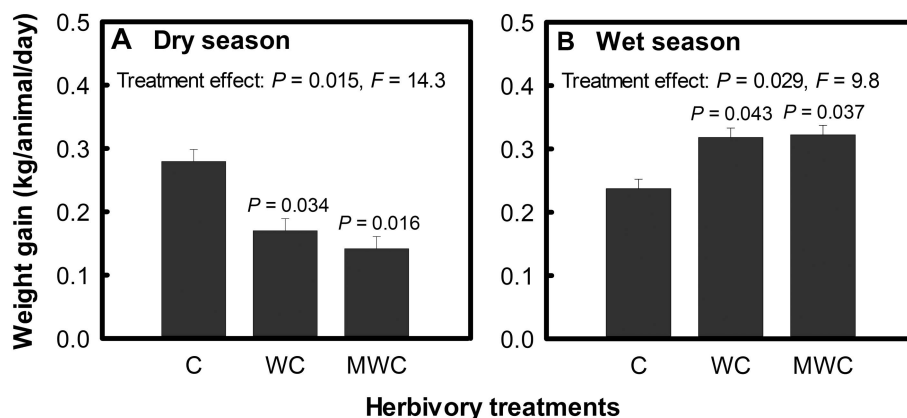 Weight gain (kg/animal/day)
A Dry season
Treatment effect: P = 0.015, F = 14.3
P = 0.034
P = 0.016
0.5
0.4
0.3
0.2
0.1
0.0
C WC MWC
B Wet season
Treatment effect: P = 0.029, F = 9.8
P = 0.043
P = 0.037
0.5
0.4
0.3
0.2
0.1
0.0
C WC MWC
Herbivory treatments